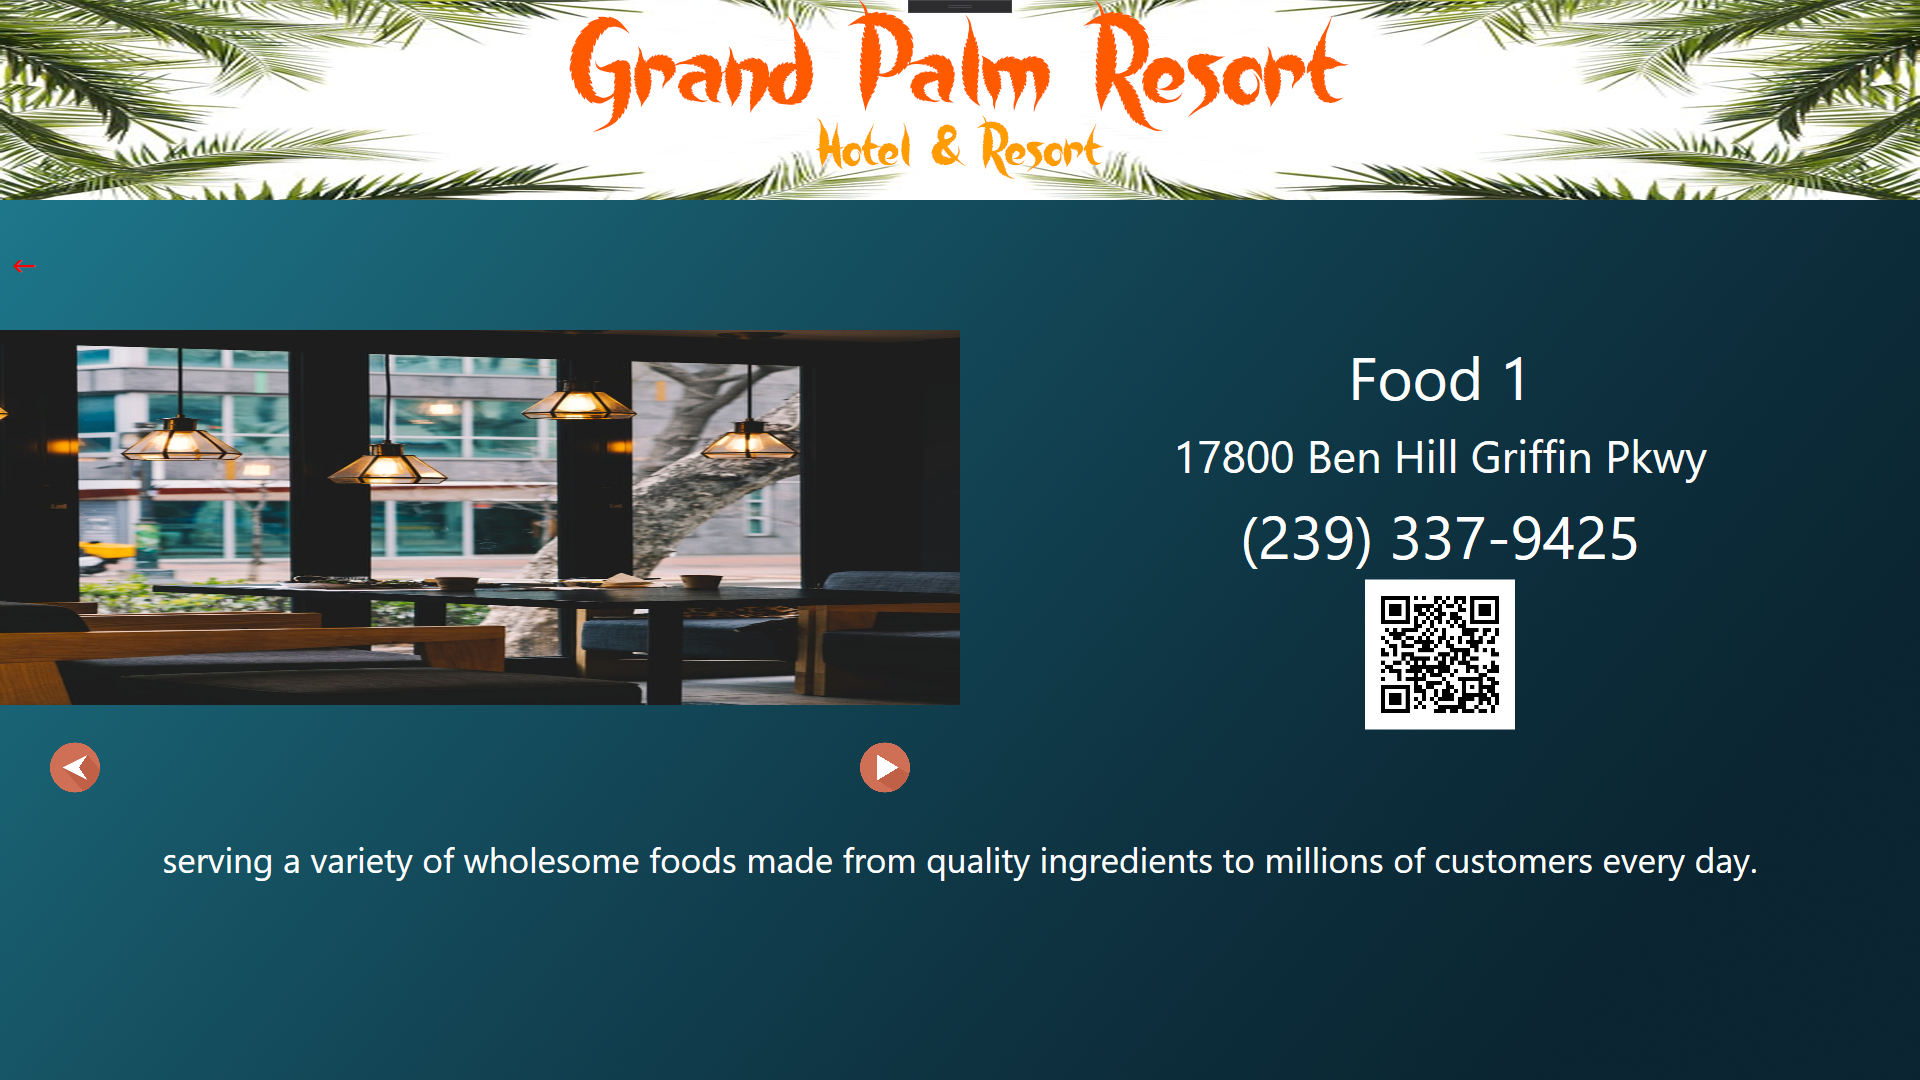 Grand Palm Resort
Hotel & Resort
Food 1
17800 Ben Hill Griffin Pkwy
(239) 337-9425
serving a variety of wholesome foods made from quality ingredients to millions of customers every day.